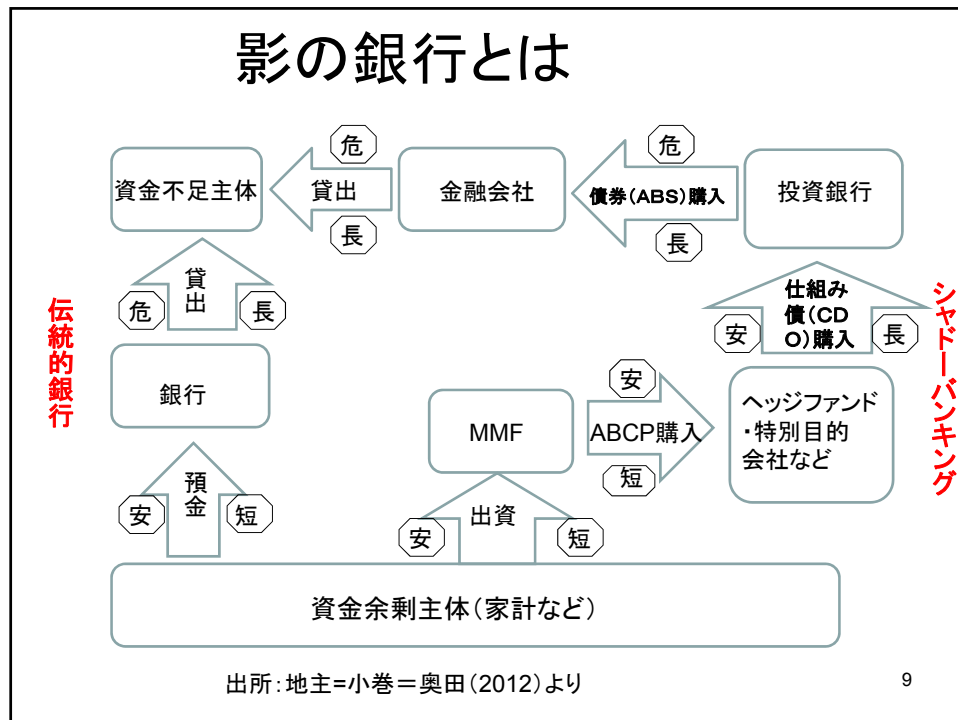 影の銀行とは
危
危
資金不足主体
貸出
金融会社
債券(ABS)購入
投資銀行
長
長
伝統的銀行
貸
出
危
長
仕組み
債(CD
O)購入
安
長
シャドーバンキング
銀行
安
MMF
ABCP購入
短
ヘッジファンド
・特別目的
会社など
預
金
安
短
出資
安
短
資金余剰主体(家計など)
出所:地主=小巻=奥田(2012)より
9